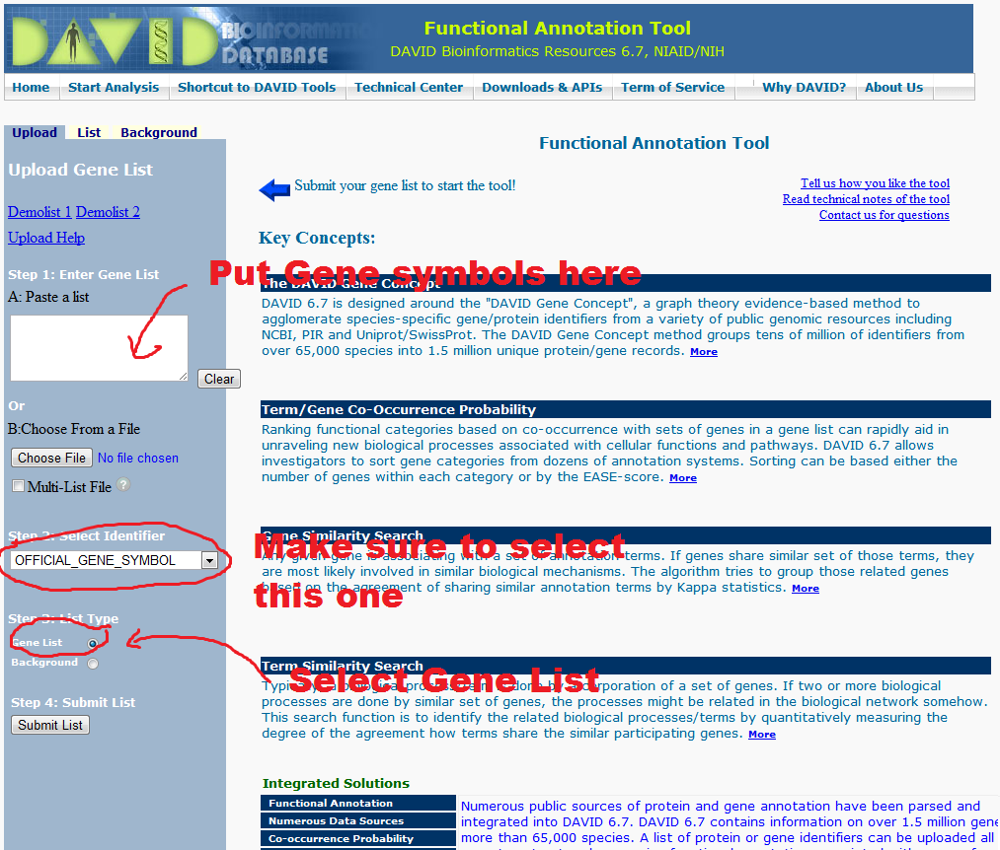 DAVID BIOINFORMATICS
DATABASE
Functional Annotation Tool
DAVID Bioinformatics Resources 6.7, NIAID/NIH
Home Start Analysis Shortcut to DAVID Tools Technical Center Downloads & APIs Term of Service Why DAVID? About Us
Upload List Background
Upload Gene List
Demolist 1 Demolist 2
Upload Help
Step 1: Enter Gene List
A: Paste a list
Clear
Or
B:Choose From a File
Choose File No file chosen
Multi-List File ?
Step 2: Select Identifier
OFFICIAL_GENE_SYMBOL
Step 3: List Type
Gene List
Background
Step 4: Submit List
Submit List
Functional Annotation Tool
Submit your gene list to start the tool!
Tell us how you like the tool
Read technical notes of the tool
Contact us for questions
Key Concepts:
Put Gene symbols here
The DAVID Gene Concept
DAVID 6.7 is designed around the "DAVID Gene Concept", a graph theory evidence-based method to
agglomerate species-specific gene/protein identifiers from a variety of public genomic resources including
NCBI, PIR and Uniprot/SwissProt. The DAVID Gene Concept method groups tens of million of identifiers from
over 65,000 species into 1.5 million unique protein/gene records. More
Term/Gene Co-Occurrence Probability
Ranking functional categories based on co-occurrence with sets of genes in a gene list can rapidly aid in
unraveling new biological processes associated with cellular functions and pathways. DAVID 6.7 allows
investigators to sort gene categories from dozens of annotation systems. Sorting can be based either the
number of genes within each category or by the EASE-score. More
Gene Similarity Search
Make sure to select
Any given gene is associating with a set of annotation terms. If genes share similar set of those terms, they
are most likely involved in similar biological mechanisms. The algorithm tries to group those related genes
based on the agreement of sharing similar annotation terms by Kappa statistics. More
this one
Term Similarity Search
Select Gene List
Typically, a biological process/term is done by a corporation of a set of genes. If two or more biological
processes are done by similar set of genes, the processes might be related in the biological network somehow.
This search function is to identify the related biological processes/terms by quantitatively measuring the
degree of the agreement how terms share the similar participating genes. More
Integrated Solutions
Functional Annotation
Numerous Data Sources
Co-occurrence Probability
Numerous public sources of protein and gene annotation have been parsed and
integrated into DAVID 6.7. DAVID 6.7 contains information on over 1.5 million gene
more than 65,000 species. A list of protein or gene identifiers can be uploaded all